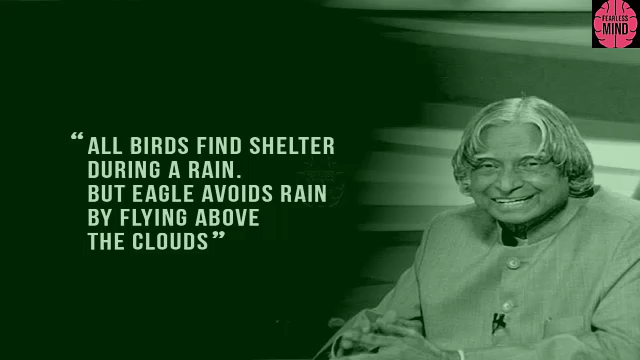 FEARLESS
MIND
“ALL BIRDS FIND SHELTER
DURING A RAIN.
BUT EAGLE AVOIDS RAIN
BY FLYING ABOVE
THE CLOUDS”